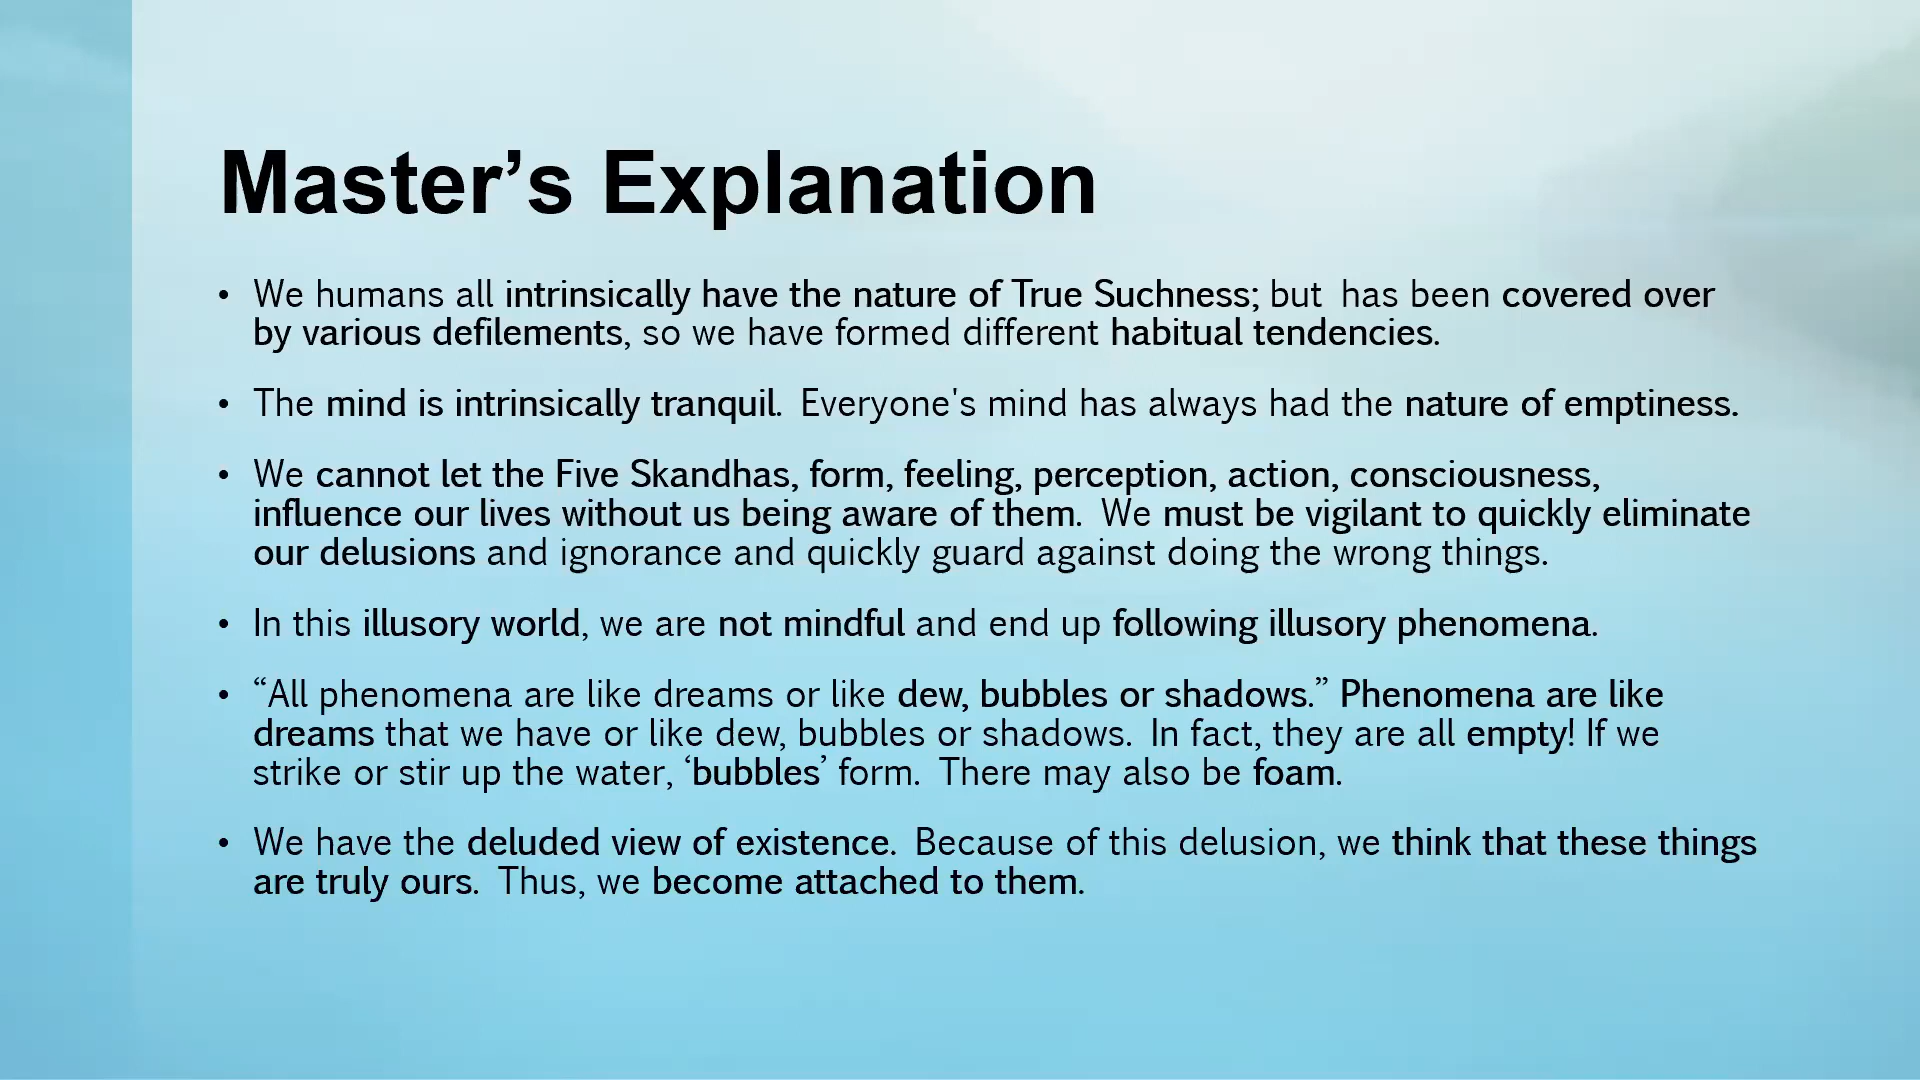 Master’s Explanation
• We humans all intrinsically have the nature of True Suchness; but has been covered over
by various defilements, so we have formed different habitual tendencies.
• The mind is intrinsically tranquil. Everyone's mind has always had the nature of emptiness.
• We cannot let the Five Skandhas, form, feeling, perception, action, consciousness,
influence our lives without us being aware of them. We must be vigilant to quickly eliminate
our delusions and ignorance and quickly guard against doing the wrong things.
• In this illusory world, we are not mindful and end up following illusory phenomena.
• “All phenomena are like dreams or like dew, bubbles or shadows.” Phenomena are like
dreams that we have or like dew, bubbles or shadows. In fact, they are all empty! If we
strike or stir up the water, ‘bubbles’ form. There may also be foam.
• We have the deluded view of existence. Because of this delusion, we think that these things
are truly ours. Thus, we become attached to them.